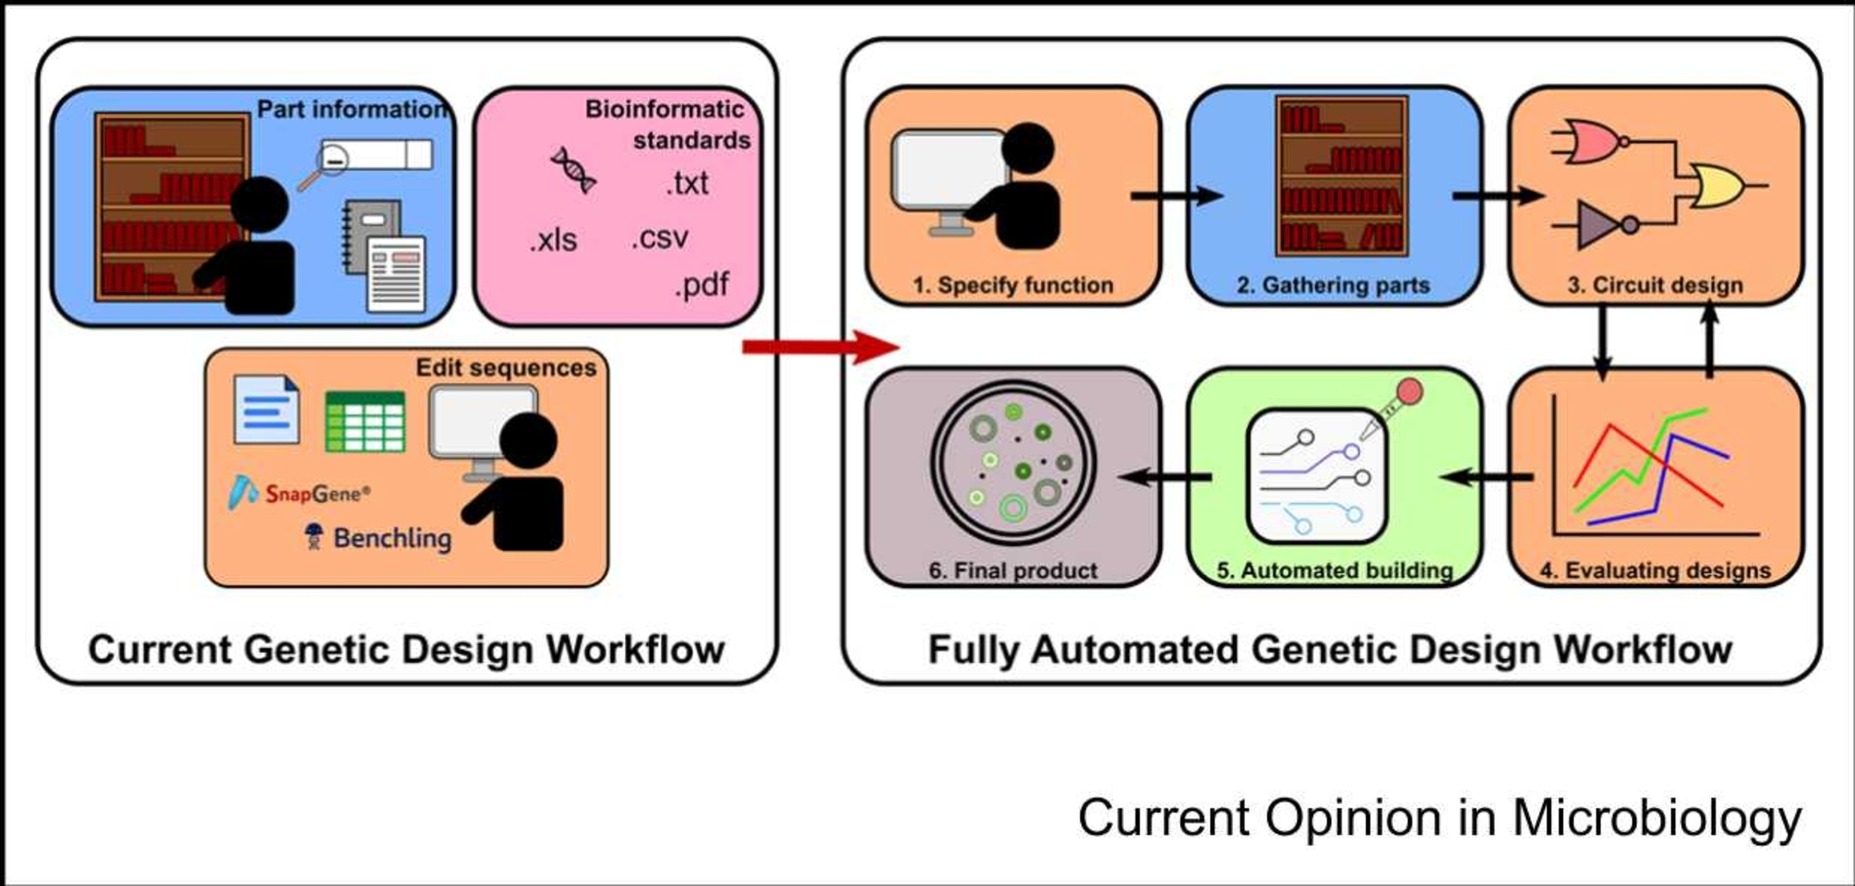 Part information
Bioinformatic
standards
.txt
.xls
.csv
.pdf
Edit sequences
SnapGene®
Benchling
Current Genetic Design Workflow
1. Specify function
2. Gathering parts
3. Circuit design
6. Final product
5. Automated building
4. Evaluating designs
Fully Automated Genetic Design Workflow
Current Opinion in Microbiology